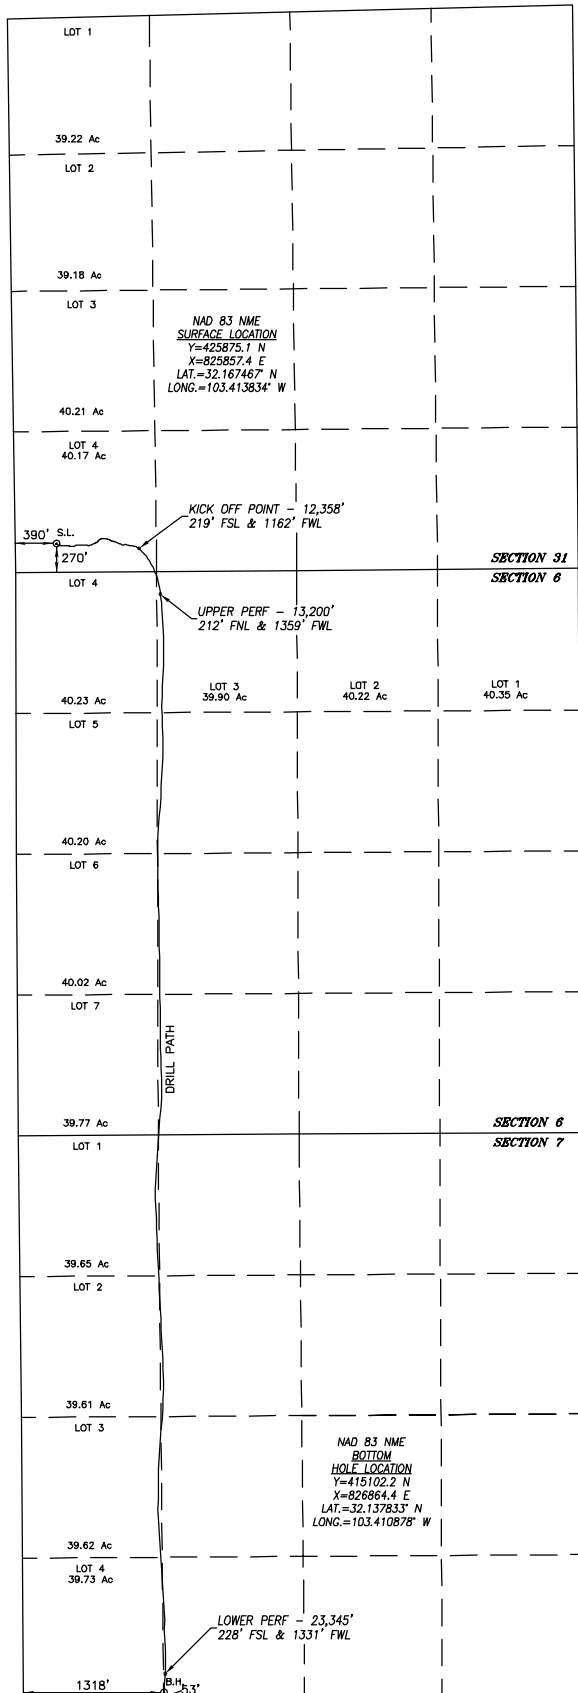 LOT 1
39.22 Ac
LOT 2
39.18 Ac
LOT 3
NAD 83 NME
SURFACE LOCATION
Y=425875.1 N
X=825857.4 E
LAT.=32.167467° N
LONG.=103.413834° W
40.21 Ac
LOT 4
40.17 Ac
KICK OFF POINT - 12,358'
219' FSL & 1162' FWL
390' S.L.
270'
SECTION 31
SECTION 6
LOT 4
UPPER PERF - 13,200'
212' FNL & 1359' FWL
40.23 Ac
LOT 3
39.90 Ac
LOT 2
40.22 Ac
LOT 1
40.35 Ac
LOT 5
40.20 Ac
LOT 6
40.02 Ac
LOT 7
DRILL PATH
39.77 Ac
SECTION 6
SECTION 7
LOT 1
39.65 Ac
LOT 2
39.61 Ac
LOT 3
NAD 83 NME
BOTTOM
HOLE LOCATION
Y=415102.2 N
X=826864.4 E
LAT.=32.137833° N
LONG.=103.410878° W
39.62 Ac
LOT 4
39.73 Ac
LOWER PERF - 23,345'
228' FSL & 1331' FWL
1318' B.H.
53'